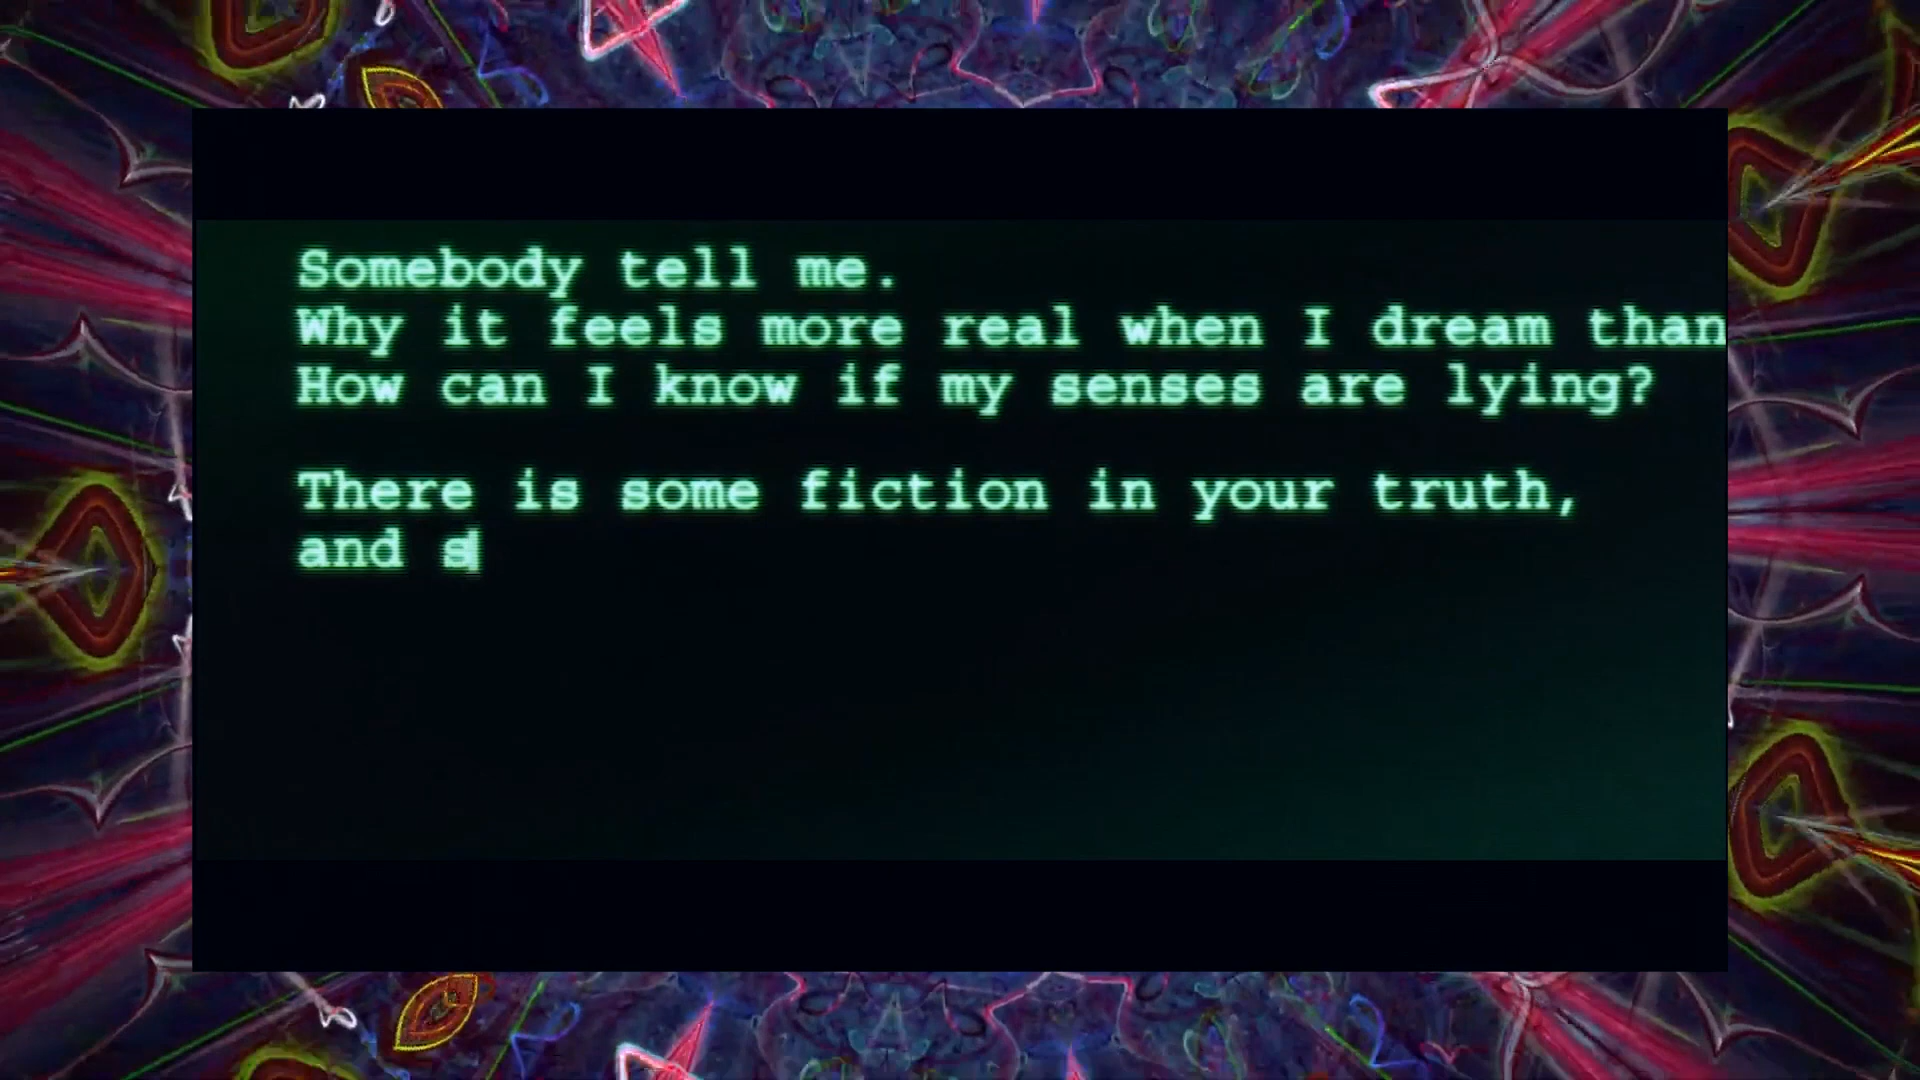 Somebody tell me.
Why it feels more real when I dream than
How can I know if my senses are lying?
There is some fiction in your truth,
and s